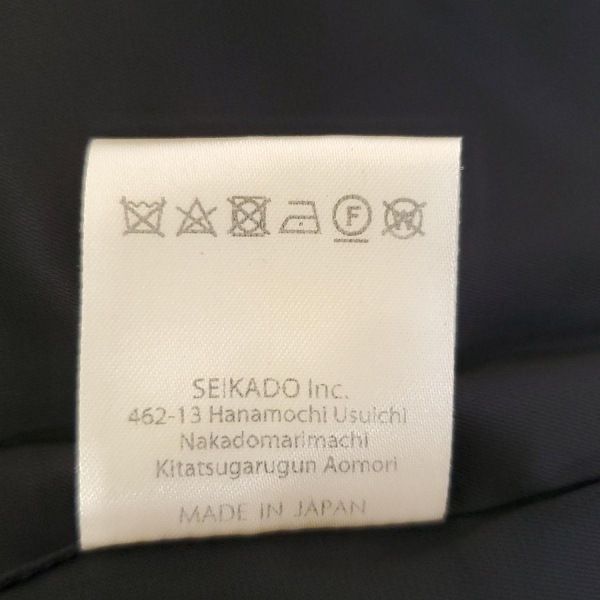 F W
SEIKADO Inc.
462-13 Hanamochi Usuichi
Nakadomarimachi
Kitatsugarugun Aomori
MADE IN JAPAN